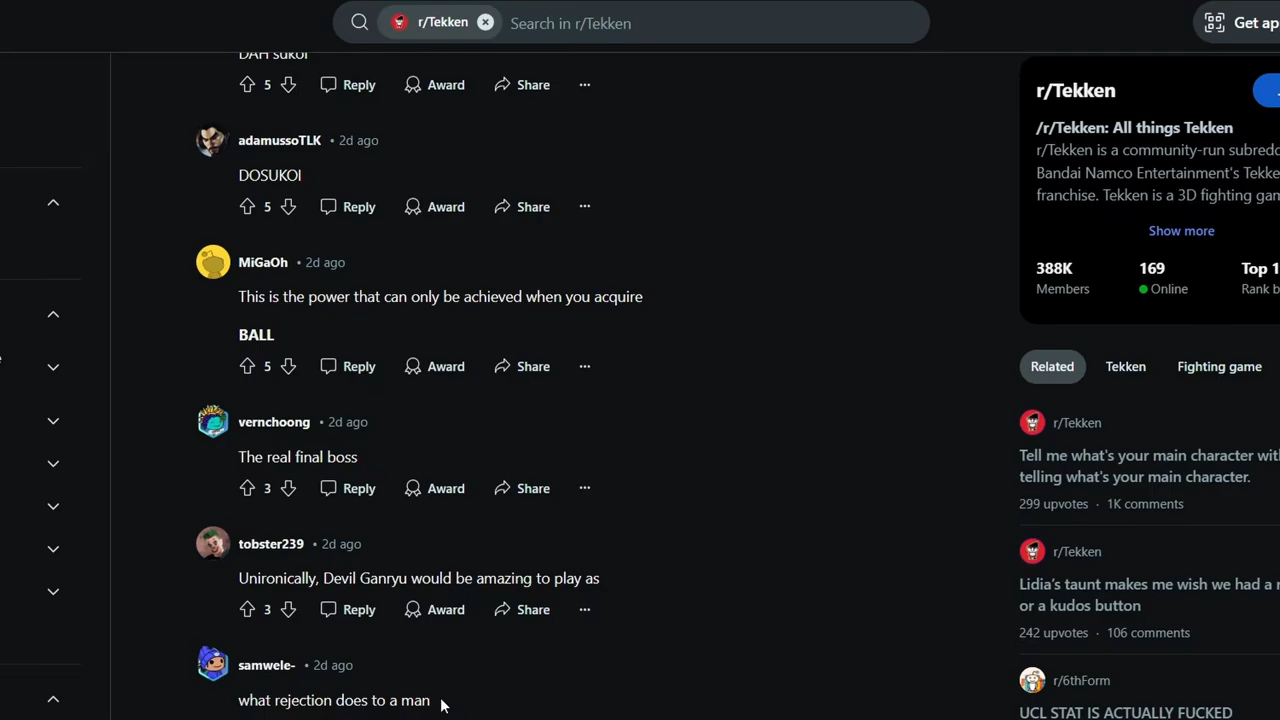 r/Tekken
Search in r/Tekken
Get ap
DAH sukoi
5 Reply Award Share
adamussoTLK • 2d ago
DOSUKOI
5 Reply Award Share
MiGaOh • 2d ago
This is the power that can only be achieved when you acquire
BALL
5 Reply Award Share
vernchoong • 2d ago
The real final boss
3 Reply Award Share
tobster239 • 2d ago
Unironically, Devil Ganryu would be amazing to play as
3 Reply Award Share
samwele- • 2d ago
what rejection does to a man
r/Tekken
/r/Tekken: All things Tekken
r/Tekken is a community-run subredd
Bandai Namco Entertainment's Tekke
franchise. Tekken is a 3D fighting gam
Show more
388K 169 Top 1
Members Online Rank b
Related Tekken Fighting game
r/Tekken
Tell me what's your main character with
telling what's your main character.
299 upvotes · 1K comments
r/Tekken
Lidia's taunt makes me wish we had a
or a kudos button
242 upvotes · 106 comments
r/6thForm
UCL STAT IS ACTUALLY FUCKED